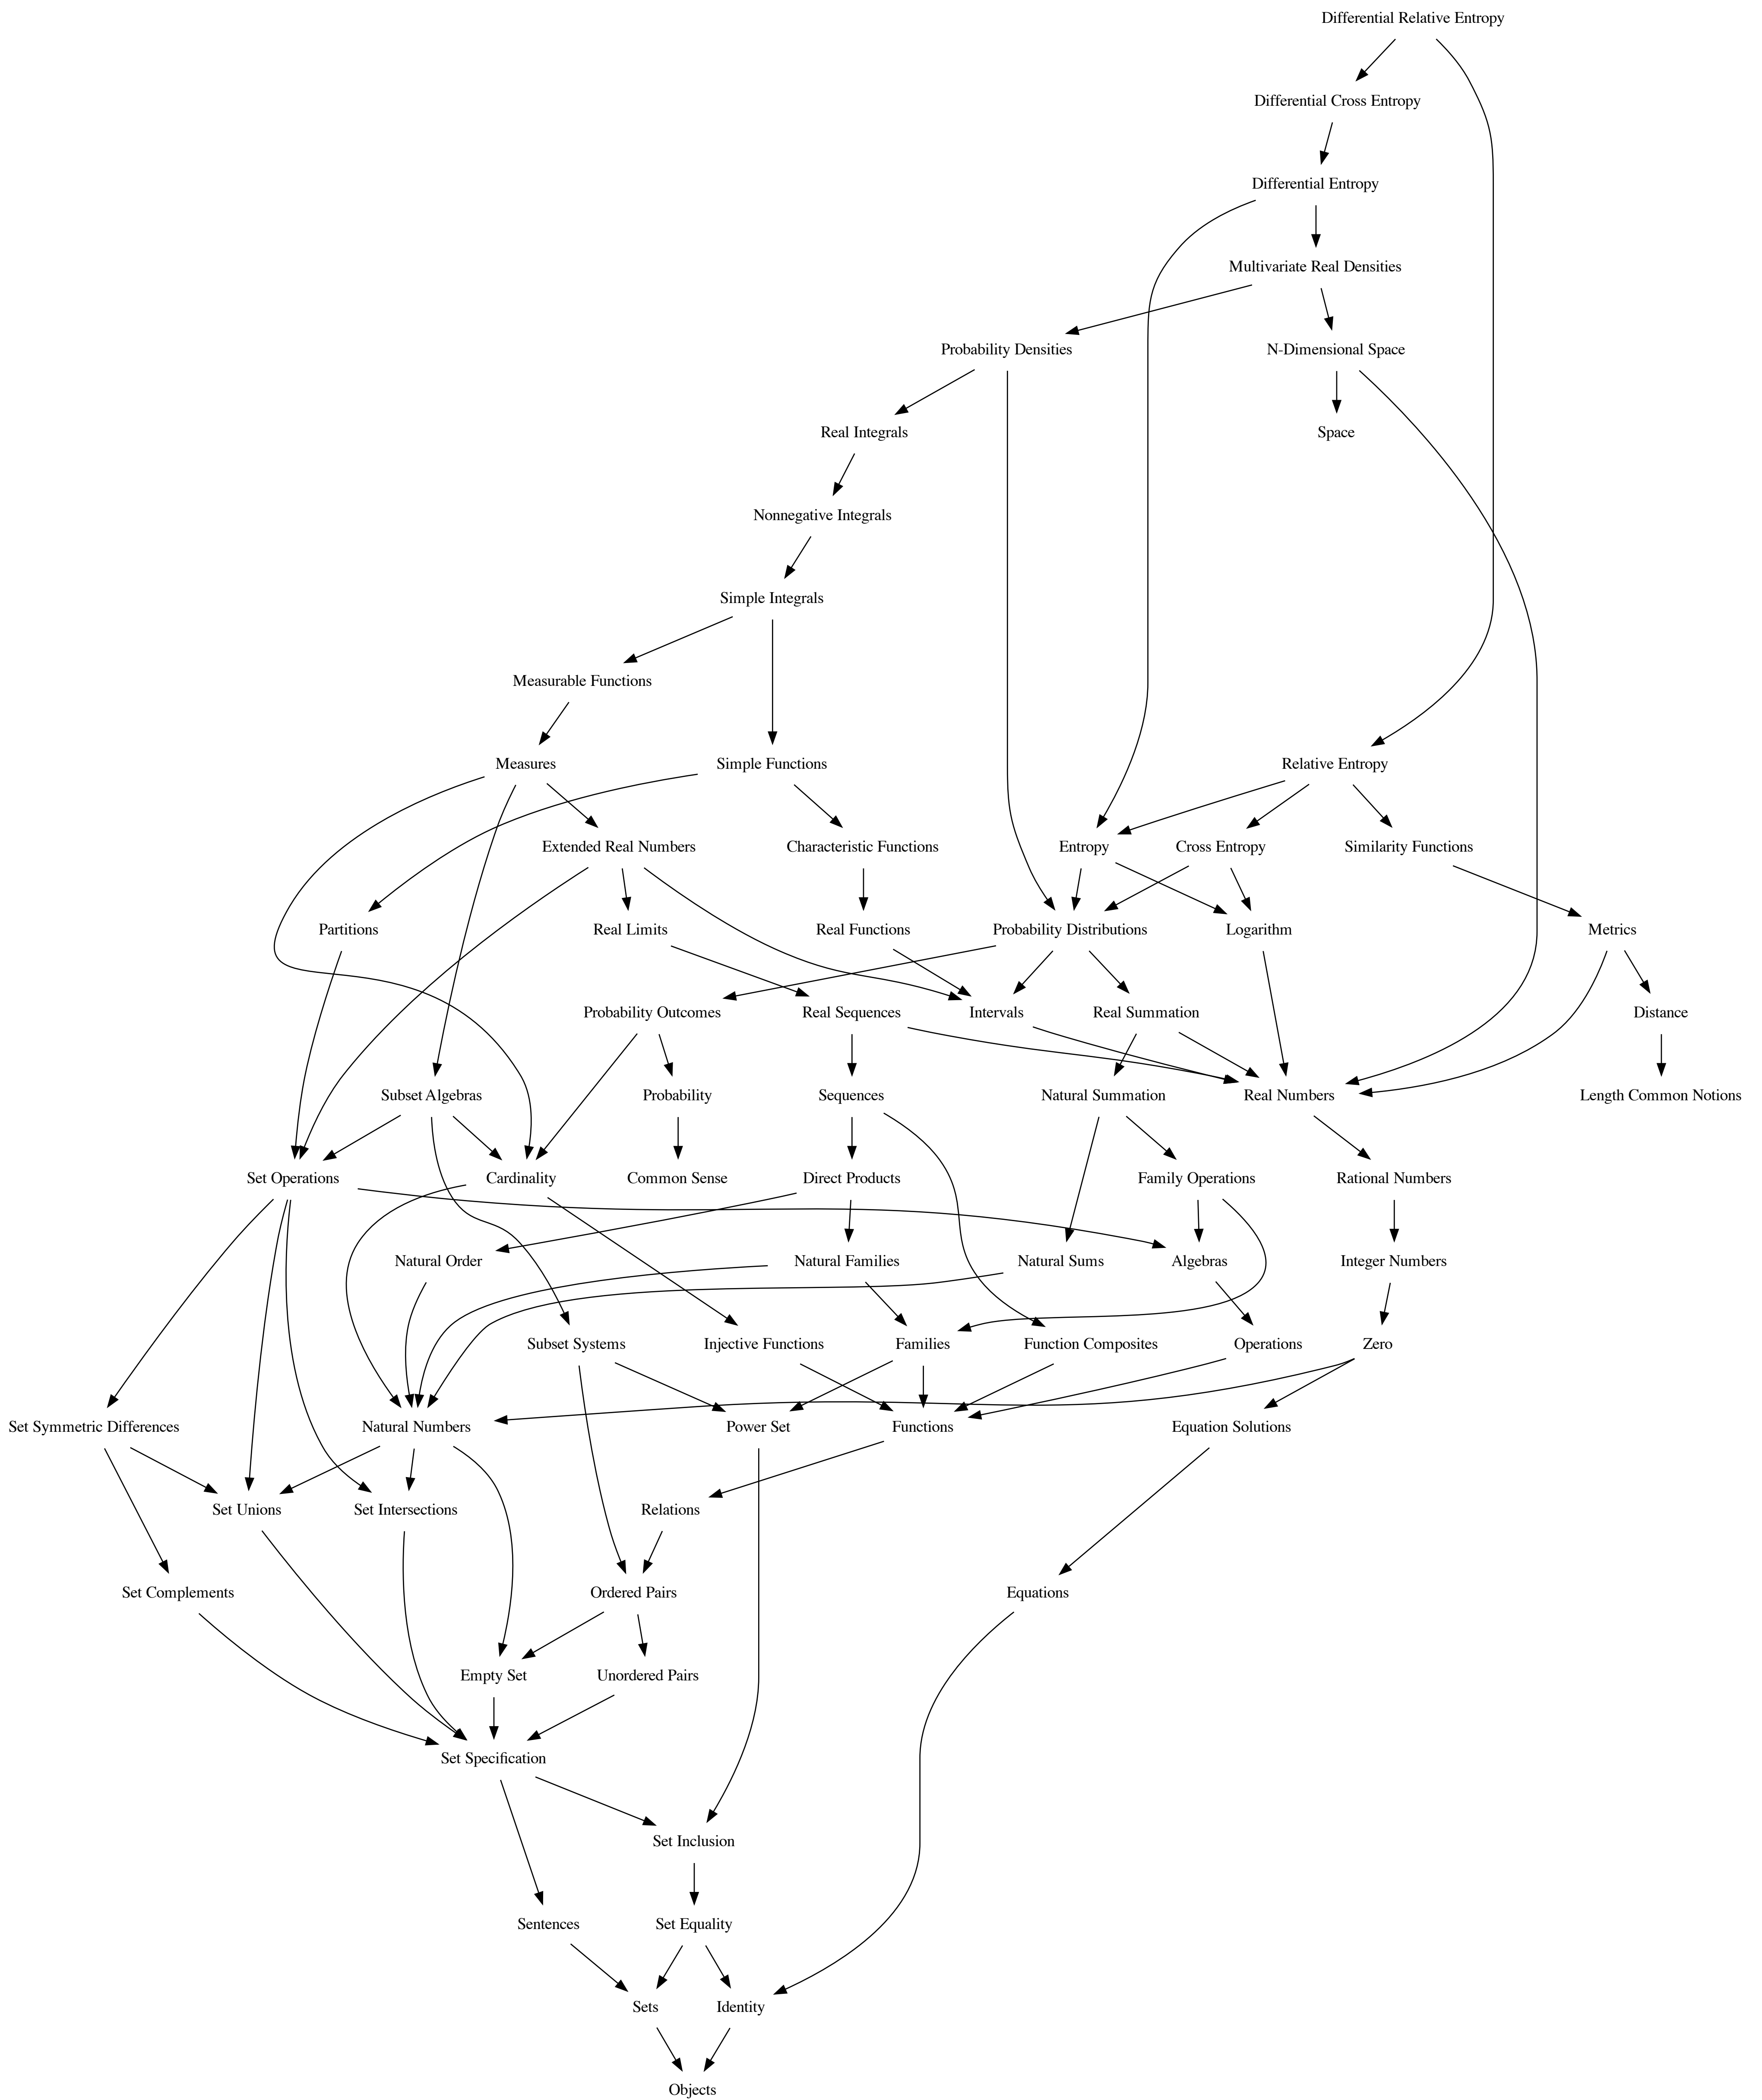 Differential Relative Entropy
Differential Cross Entropy
Differential Entropy
Multivariate Real Densities
Probability Densities
N-Dimensional Space
Real Integrals
Space
Nonnegative Integrals
Simple Integrals
Measurable Functions
Measures
Simple Functions
Relative Entropy
Extended Real Numbers
Characteristic Functions
Entropy
Cross Entropy
Similarity Functions
Partitions
Real Limits
Real Functions
Probability Distributions
Logarithm
Metrics
Probability Outcomes
Real Sequences
Intervals
Real Summation
Distance
Subset Algebras
Probability
Sequences
Natural Summation
Real Numbers
Length Common Notions
Set Operations
Cardinality
Common Sense
Direct Products
Family Operations
Rational Numbers
Natural Order
Natural Families
Natural Sums
Algebras
Integer Numbers
Subset Systems
Injective Functions
Families
Function Composites
Operations
Zero
Set Symmetric Differences
Natural Numbers
Power Set
Functions
Equation Solutions
Set Unions
Set Intersections
Relations
Set Complements
Ordered Pairs
Equations
Empty Set
Unordered Pairs
Set Specification
Set Inclusion
Sentences
Set Equality
Sets
Identity
Objects